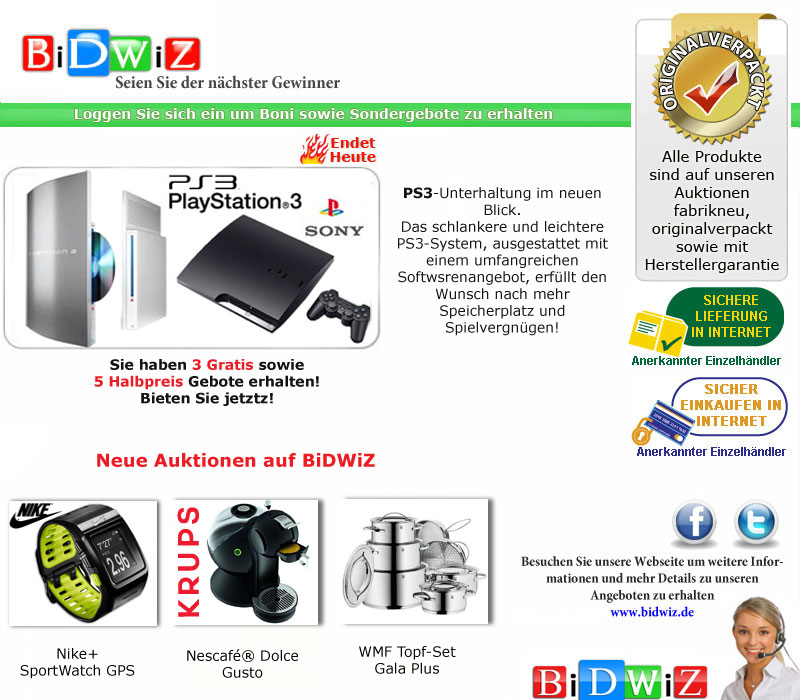 BiDWiZ
Seien Sie der nächster Gewinner
Loggen Sie sich ein um Boni sowie Sondergebote zu erhalten
ORIGINALVERPACKT
Alle Produkte
sind auf unseren
Auktionen
fabrikneu,
originalverpackt
sowie mit
Herstellergarantie
Endet
Heute
PS3
PlayStation®3
SONY
PLAYSTATION 3
PS3-Unterhaltung im neuen
Blick.
Das schlankere und leichtere
PS3-System, ausgestattet mit
einem umfangreichen
Softwsrenangebot, erfüllt den
Wunsch nach mehr
Speicherplatz und
Spielvergnügen!
Sie haben 3 Gratis sowie
5 Halbpreis Gebote erhalten!
Bieten Sie jetztz!
SICHERE
LIEFERUNG
IN INTERNET
Anerkannter Einzelhändler
SICHER
EINKAUFEN IN
INTERNET
Anerkannter Einzelhändler
Neue Auktionen auf BiDWiZ
NIKE
7'27"
2.96
KRUPS
Nike+
SportWatch GPS
Nescafé® Dolce
Gusto
WMF Topf-Set
Gala Plus
f
t
Besuchen Sie unsere Webseite um weitere Infor-
mationen und mehr Details zu unseren
Angeboten zu erhalten
www.bidwiz.de
BiDWiZ